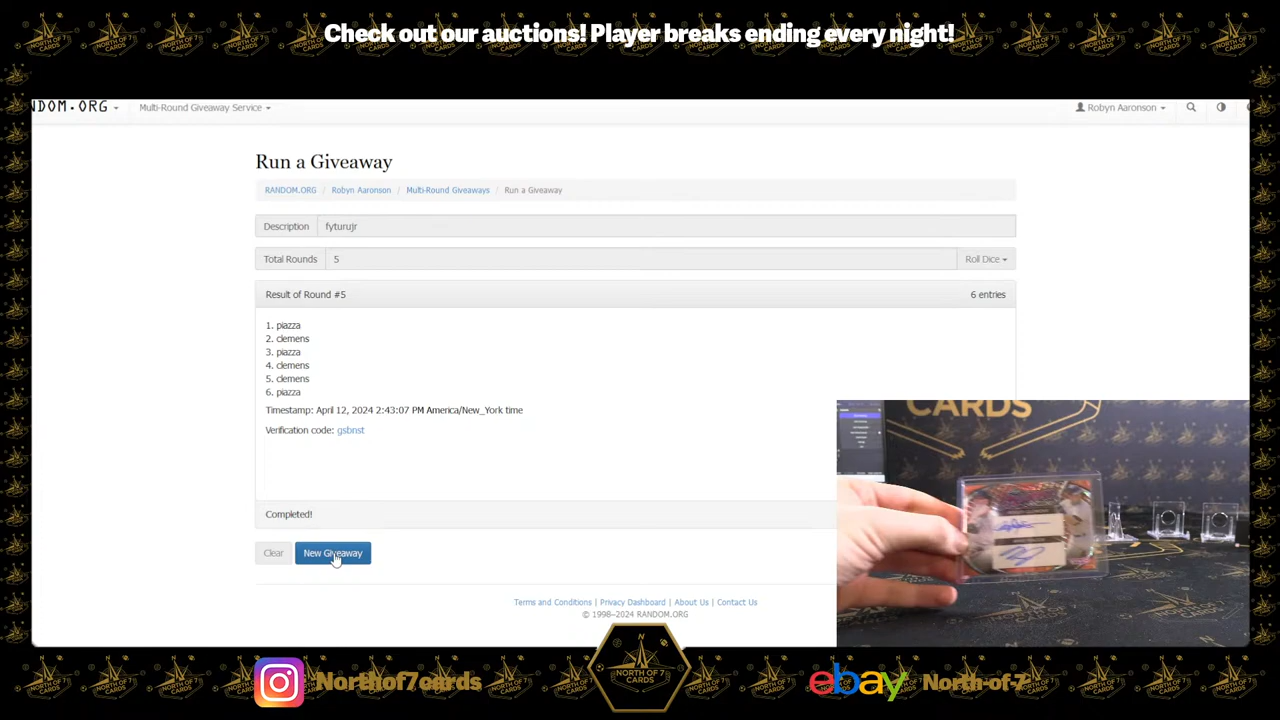 Check out our auctions! Player breaks ending every night!
NDOM.ORG
Multi-Round Giveaway Service
Robyn Aaronson
Run a Giveaway
RANDOM.ORG / Robyn Aaronson / Multi-Round Giveaways / Run a Giveaway
Description fyturujr
Total Rounds 5 Roll Dice
Result of Round #5 6 entries
1. piazza
2. clemens
3. piazza
4. clemens
5. clemens
6. piazza
Timestamp: April 12, 2024 2:43:07 PM America/New_York time
Verification code: gsbnst
Completed!
Clear New Giveaway
Terms and Conditions | Privacy Dashboard | About Us | Contact Us
© 1998–2024 RANDOM.ORG
CARDS
N
NORTH OF 7
CARDS
Northof7cards
ebay North-of-7